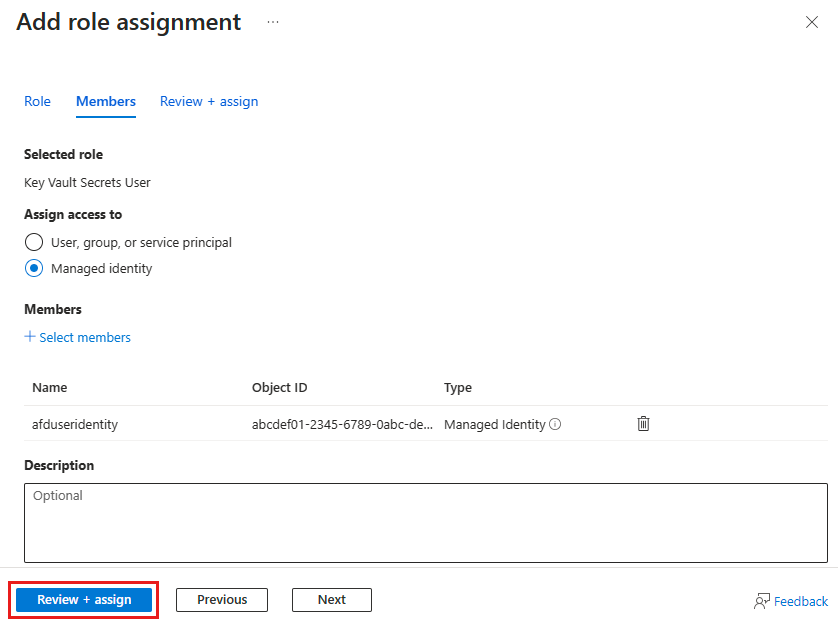 Add role assignment ...
Role Members Review + assign
Selected role
Key Vault Secrets User
Assign access to
User, group, or service principal
Managed identity
Members
+ Select members
Name Object ID Type
afduseridentity abcdef01-2345-6789-0abc-de... Managed Identity
Description
Optional
Review + assign Previous Next Feedback